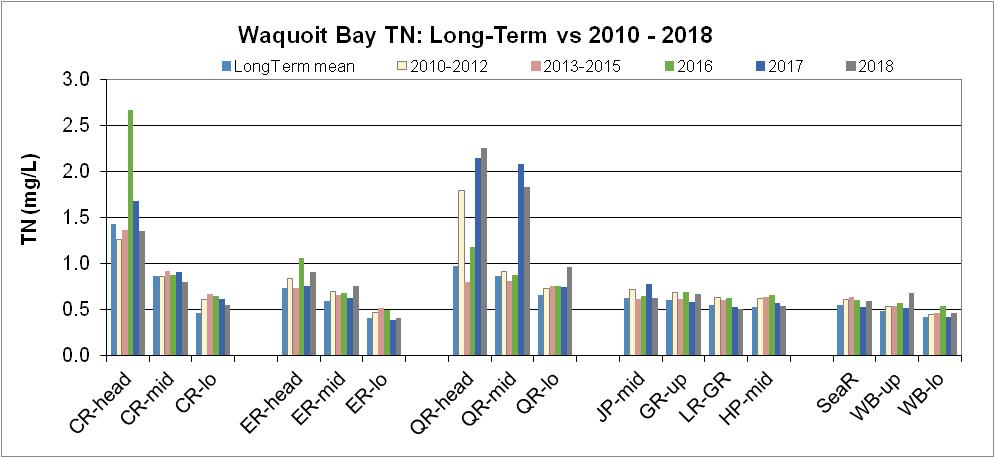 Waquoit Bay TN: Long-Term vs 2010 - 2018
LongTerm mean 2010-2012 2013-2015 2016 2017 2018
TN (mg/L)
3.0
2.5
2.0
1.5
1.0
0.5
0.0
CR-head CR-mid CR-lo ER-head ER-mid ER-lo QR-head QR-mid QR-lo JP-mid GR-up LR-GR HP-mid SeaR WB-up WB-lo